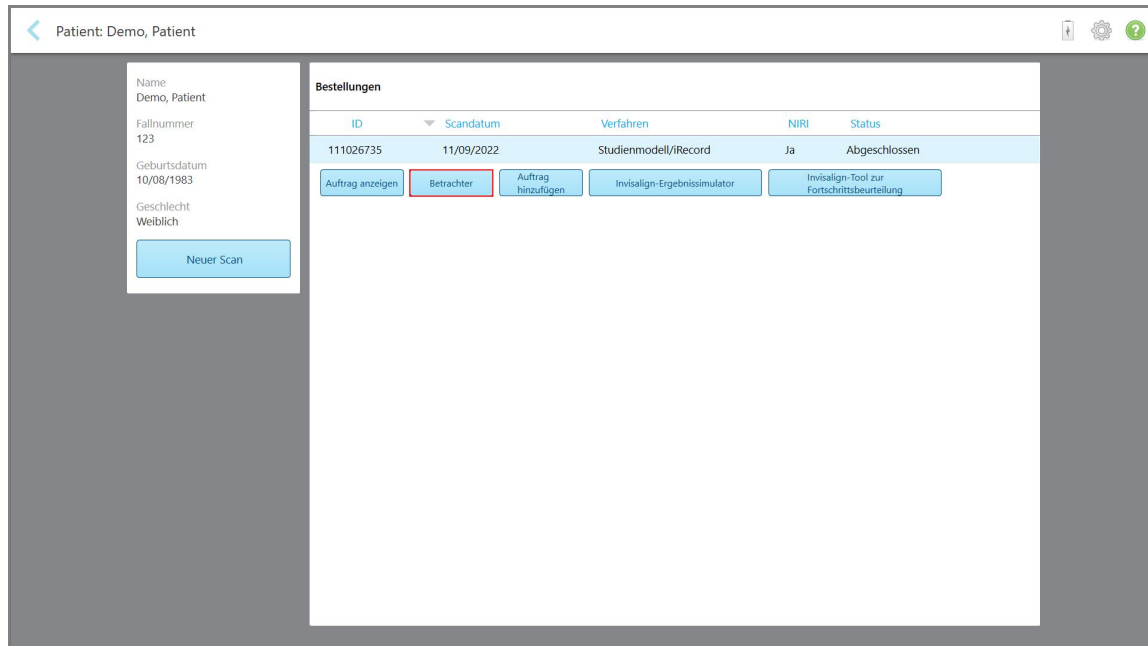 Patient: Demo, Patient
?
Name
Demo, Patient
Fallnummer
123
Geburtsdatum
10/08/1983
Geschlecht
Weiblich
Neuer Scan
Bestellungen
ID Scandatum Verfahren NIRI Status
111026735 11/09/2022 Studienmodell/iRecord Ja Abgeschlossen
Auftrag anzeigen
Betrachter
Auftrag
hinzufügen
Invisalign-Ergebnissimulator
Invisalign-Tool zur
Fortschrittsbeurteilung